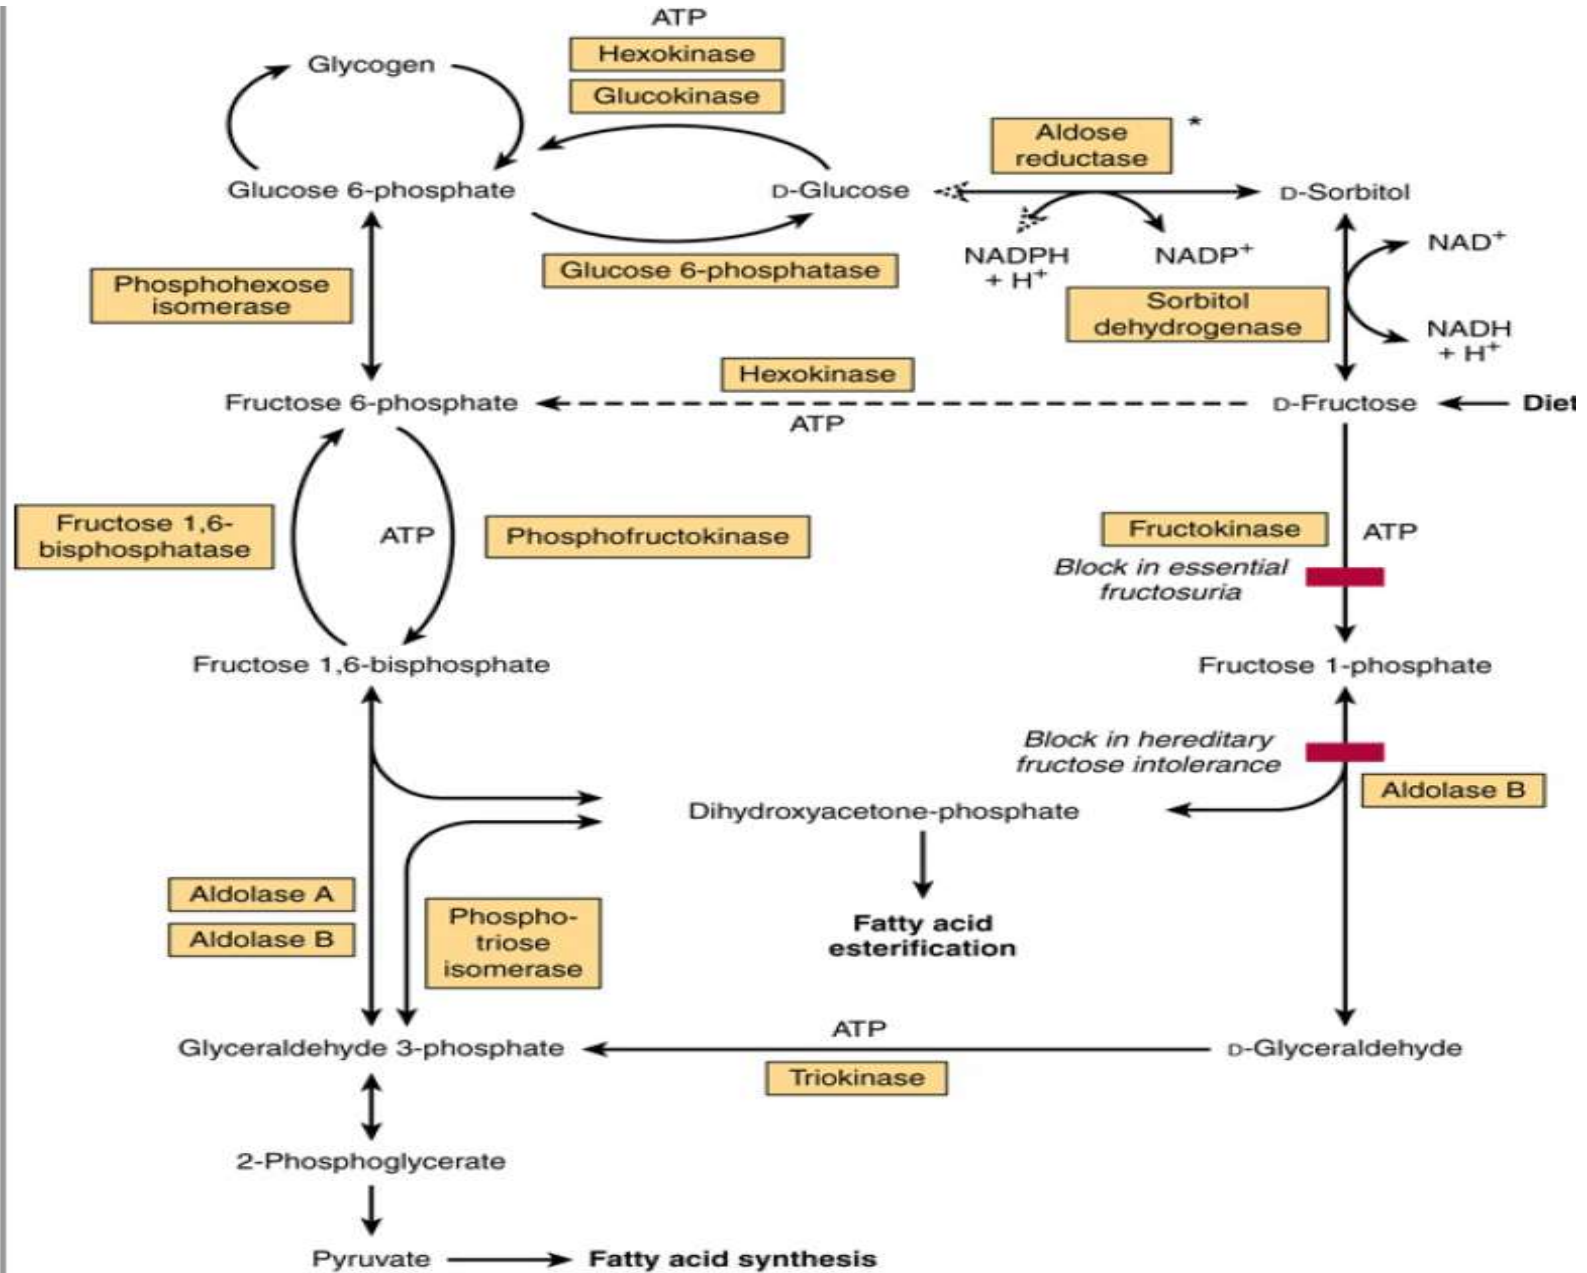 ATP
Hexokinase
Glucokinase
Glycogen
Aldose
reductase
*
Glucose 6-phosphate
D-Glucose
D-Sorbitol
NADPH
+ H+
NADP+
NAD+
Glucose 6-phosphatase
Phosphohexose
isomerase
Sorbitol
dehydrogenase
NADH
+ H+
Hexokinase
Fructose 6-phosphate
ATP
D-Fructose
Diet
Fructose 1,6-
bisphosphatase
ATP
Phosphofructokinase
Fructokinase
ATP
Block in essential
fructosuria
Fructose 1,6-bisphosphate
Fructose 1-phosphate
Block in hereditary
fructose intolerance
Aldolase B
Dihydroxyacetone-phosphate
Aldolase A
Aldolase B
Phospho-
triose
isomerase
Fatty acid
esterification
Glyceraldehyde 3-phosphate
ATP
Triokinase
D-Glyceraldehyde
2-Phosphoglycerate
Pyruvate
Fatty acid synthesis